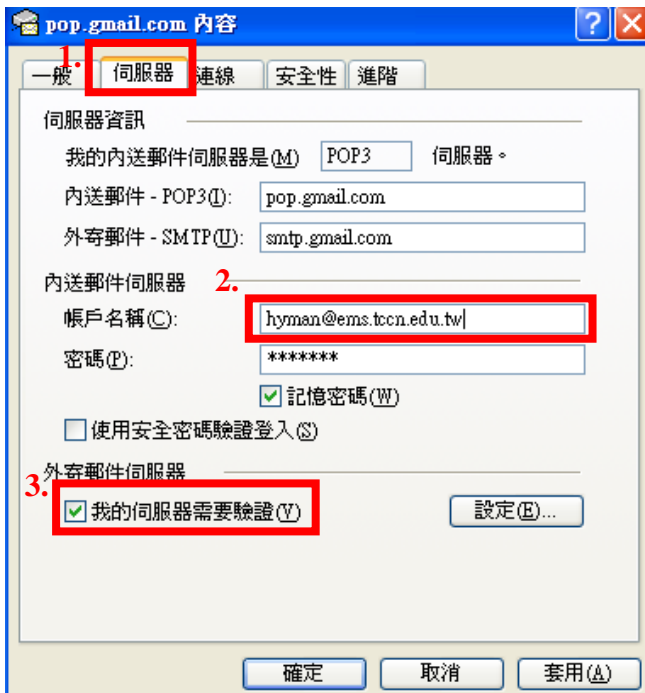 pop.gmail.com 內容
1.
一般 伺服器 連線 安全性 進階
伺服器資訊
我的內送郵件伺服器是(M) POP3 伺服器。
內送郵件 - POP3(I): pop.gmail.com
外寄郵件 - SMTP(U): smtp.gmail.com
內送郵件伺服器 2.
帳戶名稱(C): hyman@ems.tccn.edu.tw
密碼(P): *******
記憶密碼(W)
使用安全密碼驗證登入(S)
外寄郵件伺服器
3.
我的伺服器需要驗證(V) 設定(E)...
確定 取消 套用(A)